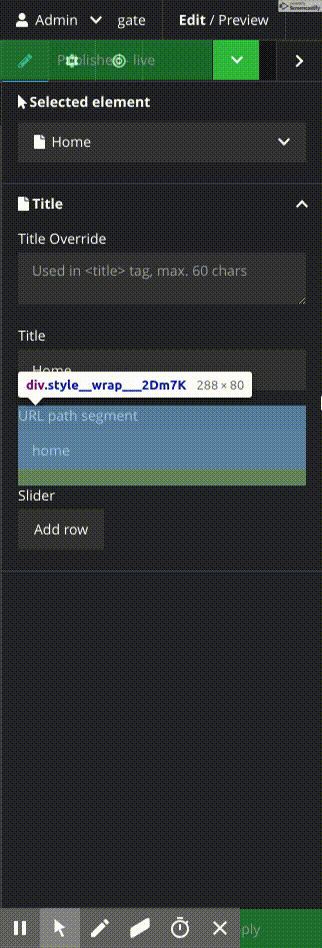 Admin gate Edit / Preview
Published - live
Selected element
Home
Title
Title Override
Used in <title> tag, max. 60 chars
Title
Home
div.style__wrap___2Dm7K 288 × 80
URL path segment
home
Slider
Add row
ply